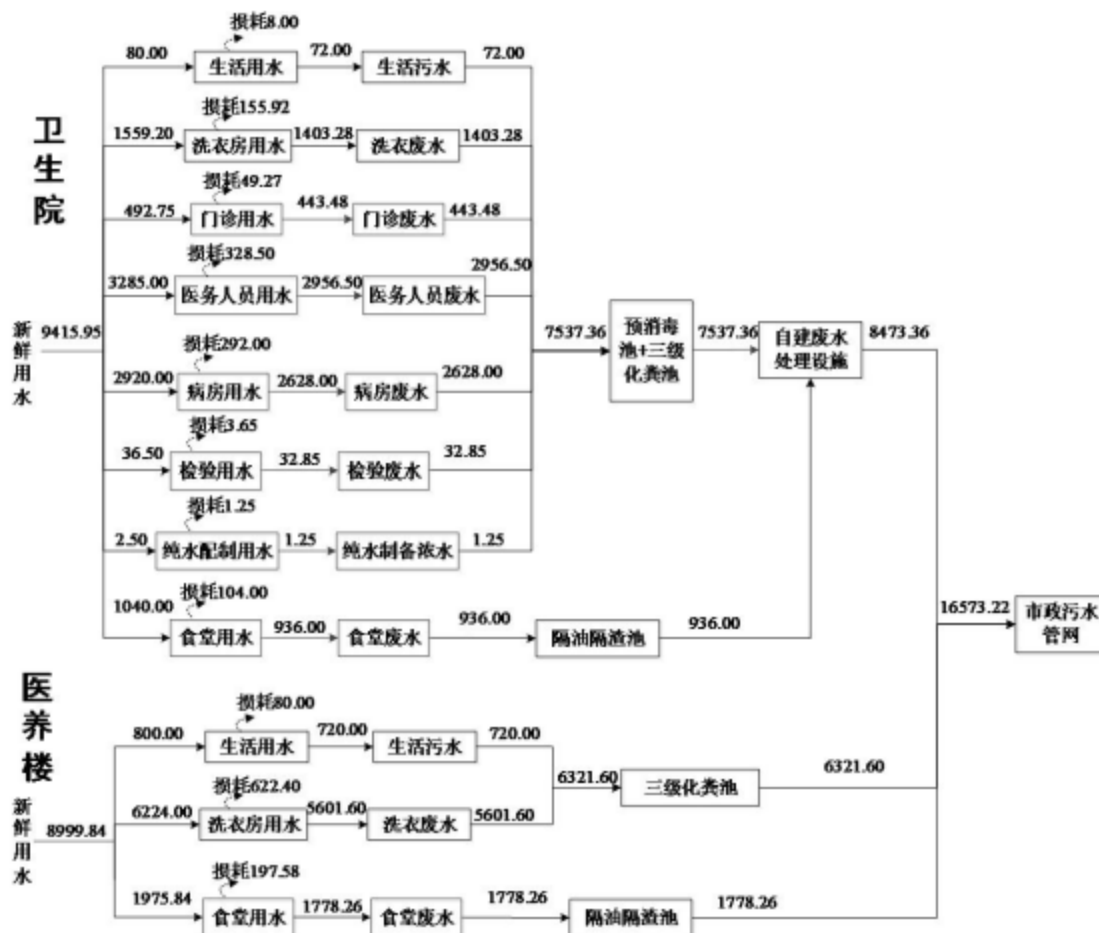 卫生院
新鲜用水
9415.95
损耗8.00
80.00 生活用水 72.00 生活污水 72.00
损耗155.92
1559.20 洗衣房用水 1403.28 洗衣废水 1403.28
损耗49.27
492.75 门诊用水 443.48 门诊废水 443.48
损耗328.50
3285.00 医务人员用水 2956.50 医务人员废水 2956.50
损耗292.00
2920.00 病房用水 2628.00 病房废水 2628.00
损耗3.65
36.50 检验用水 32.85 检验废水 32.85
损耗1.25
2.50 纯水配制用水 1.25 纯水制备浓水 1.25
损耗104.00
1040.00 食堂用水 936.00 食堂废水 936.00 隔油隔渣池 936.00
7537.36
预消毒
池+三级
化粪池
7537.36
自建废水
处理设施
8473.36
16573.22
市政污水
管网
医养楼
新鲜用水
8999.84
损耗80.00
800.00 生活用水 720.00 生活污水 720.00
损耗622.40
6224.00 洗衣房用水 5601.60 洗衣废水 5601.60
6321.60 三级化粪池 6321.60
损耗197.58
1975.84 食堂用水 1778.26 食堂废水 1778.26 隔油隔渣池 1778.26